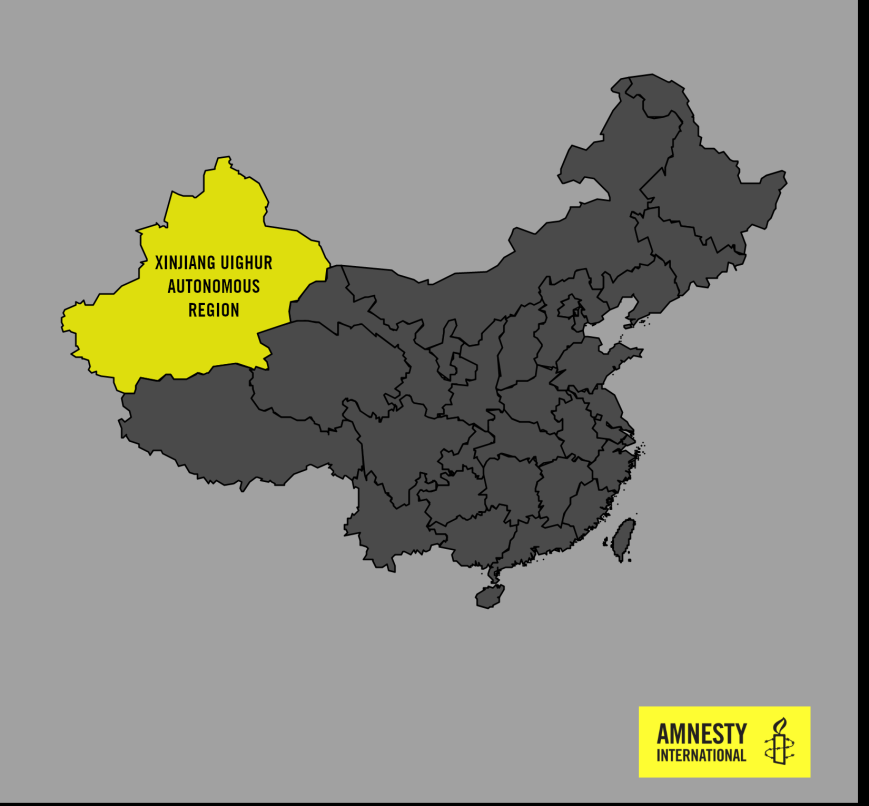 XINJIANG UIGHUR
AUTONOMOUS
REGION
AMNESTY
INTERNATIONAL